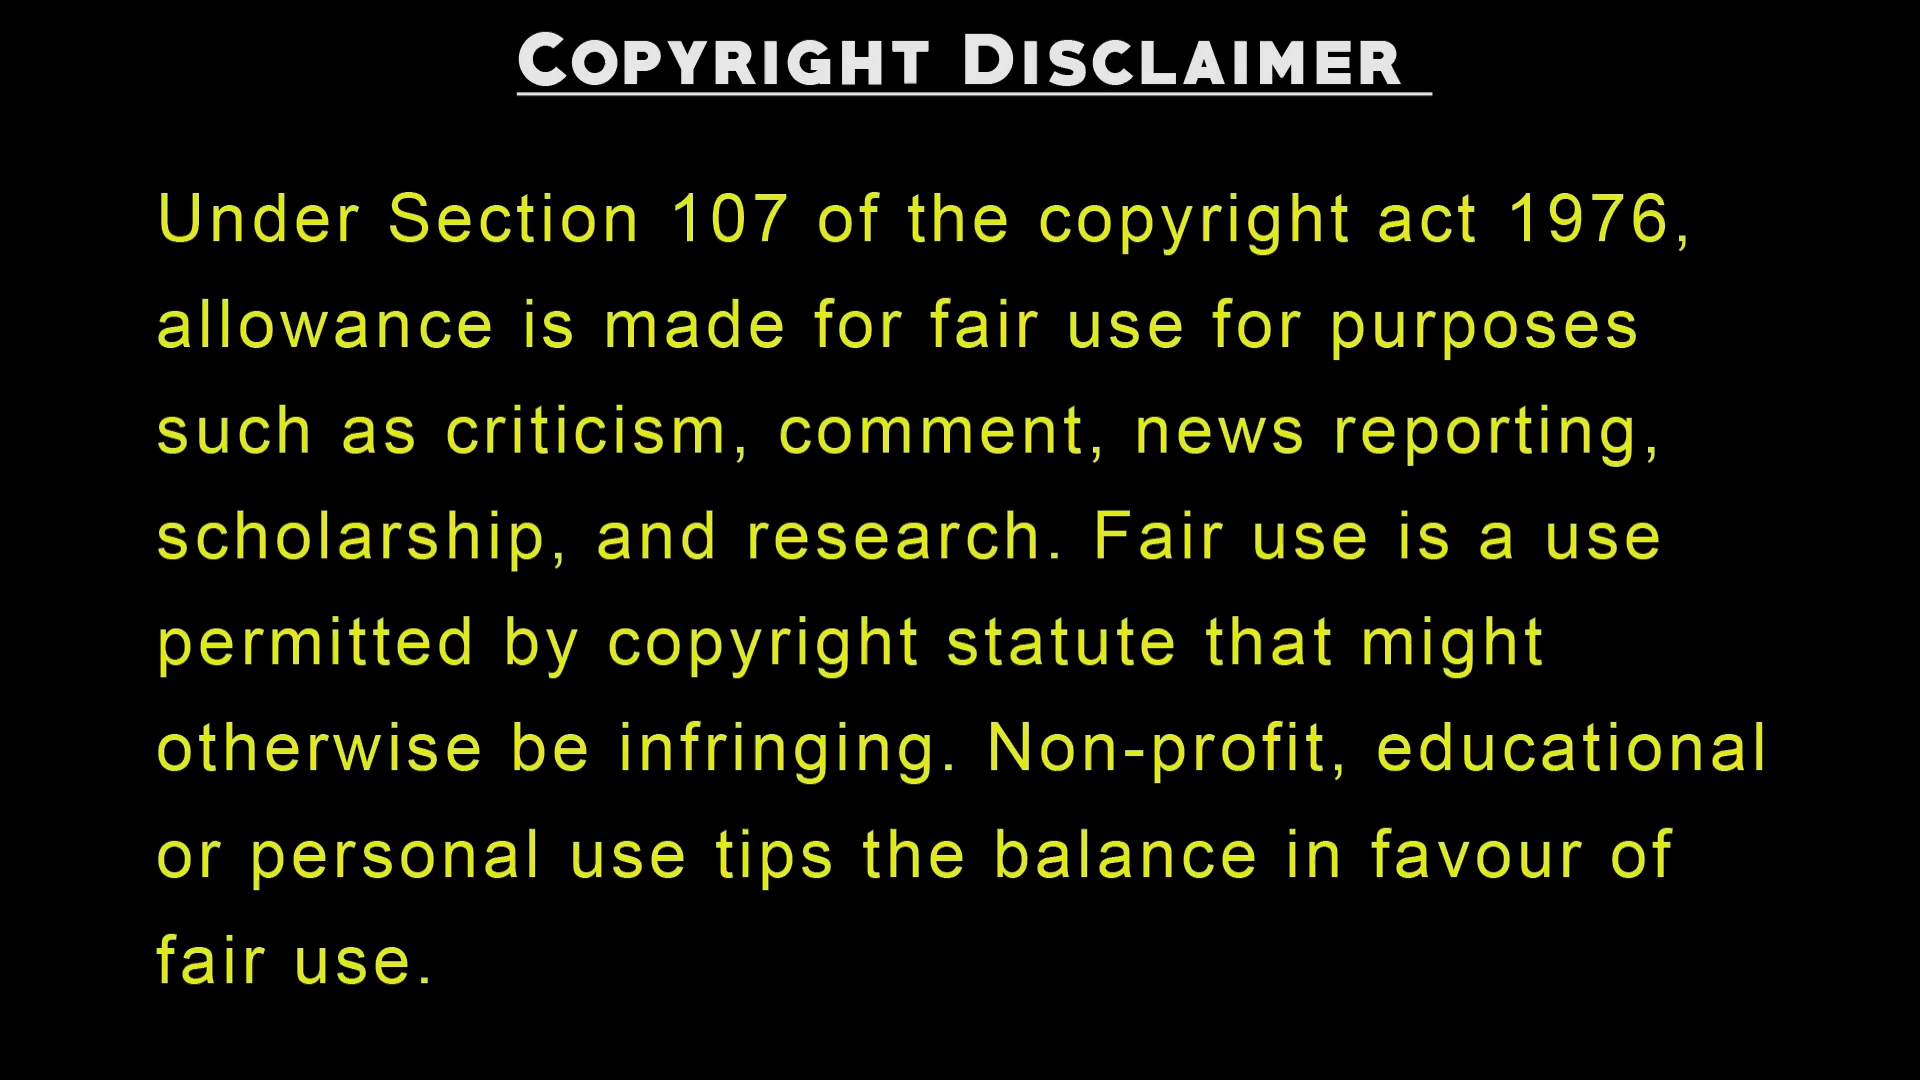 Copyright Disclaimer
Under Section 107 of the copyright act 1976,
allowance is made for fair use for purposes
such as criticism, comment, news reporting,
scholarship, and research. Fair use is a use
permitted by copyright statute that might
otherwise be infringing. Non-profit, educational
or personal use tips the balance in favour of
fair use.